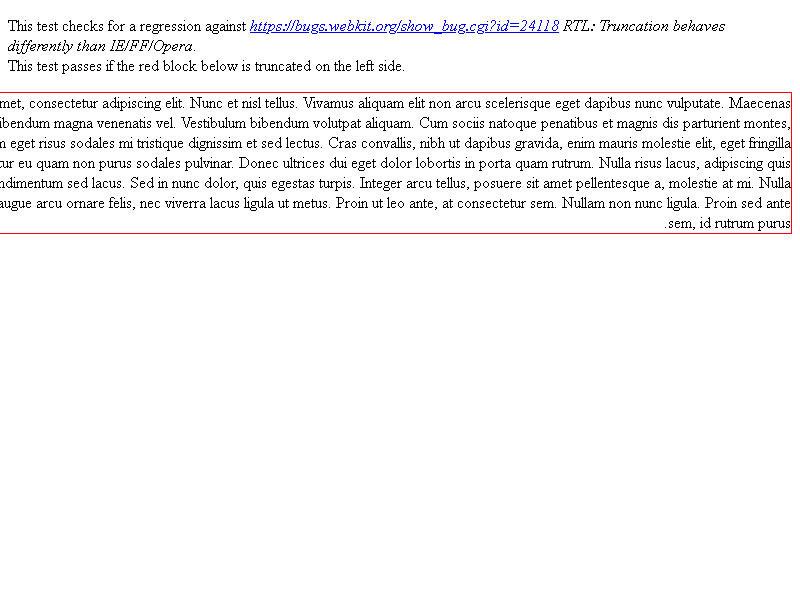 This test checks for a regression against https://bugs.webkit.org/show_bug.cgi?id=24118 RTL: Truncation behaves
differently than IE/FF/Opera.
This test passes if the red block below is truncated on the left side.
met, consectetur adipiscing elit. Nunc et nisl tellus. Vivamus aliquam elit non arcu scelerisque eget dapibus nunc vulputate. Maecenas
ibendum magna venenatis vel. Vestibulum bibendum volutpat aliquam. Cum sociis natoque penatibus et magnis dis parturient montes,
eget risus sodales mi tristique dignissim et sed lectus. Cras convallis, nibh ut dapibus gravida, enim mauris molestie elit, eget fringilla
tur eu quam non purus sodales pulvinar. Donec ultrices dui eget dolor lobortis in porta quam rutrum. Nulla risus lacus, adipiscing quis
ndimentum sed lacus. Sed in nunc dolor, quis egestas turpis. Integer arcu tellus, posuere sit amet pellentesque a, molestie at mi. Nulla
augue arcu ornare felis, nec viverra lacus ligula ut metus. Proin ut leo ante, at consectetur sem. Nullam non nunc ligula. Proin sed ante
.sem, id rutrum purus